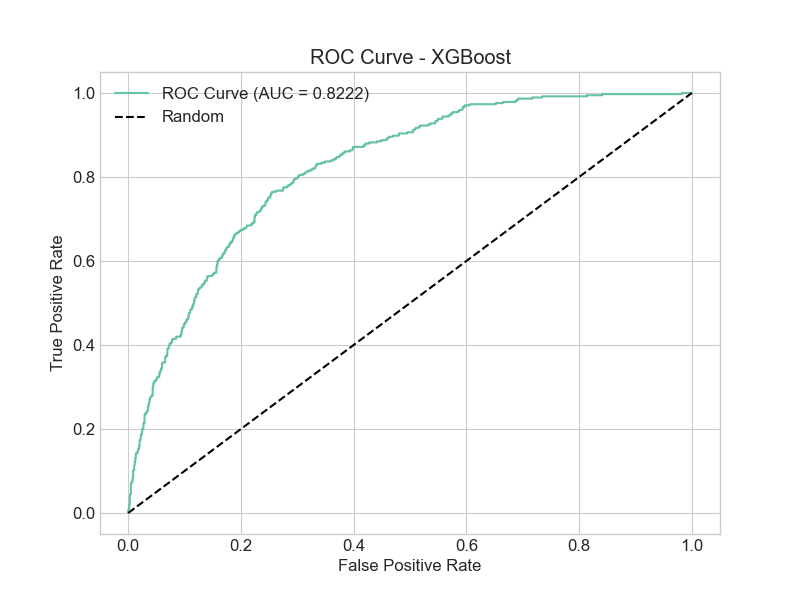 ROC Curve - XGBoost
ROC Curve (AUC = 0.8222)
Random
1.0
0.8
0.6
0.4
0.2
0.0
True Positive Rate
0.0 0.2 0.4 0.6 0.8 1.0
False Positive Rate